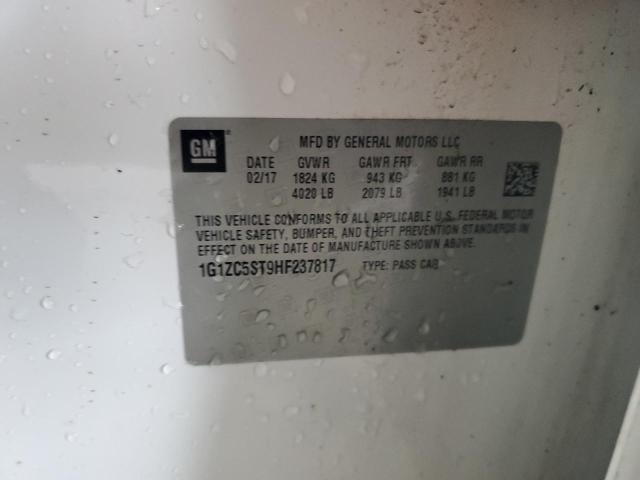 GM
MFD BY GENERAL MOTORS LLC
DATE GVWR GAWR FRT GAWR RR
02/17 1824 KG 943 KG 881 KG
4020 LB 2079 LB 1941 LB
THIS VEHICLE CONFORMS TO ALL APPLICABLE U.S. FEDERAL MOTOR
VEHICLE SAFETY, BUMPER, AND THEFT PREVENTION STANDARDS IN
EFFECT ON THE DATE OF MANUFACTURE SHOWN ABOVE.
1G1ZC5ST9HF237817 TYPE: PASS CAR